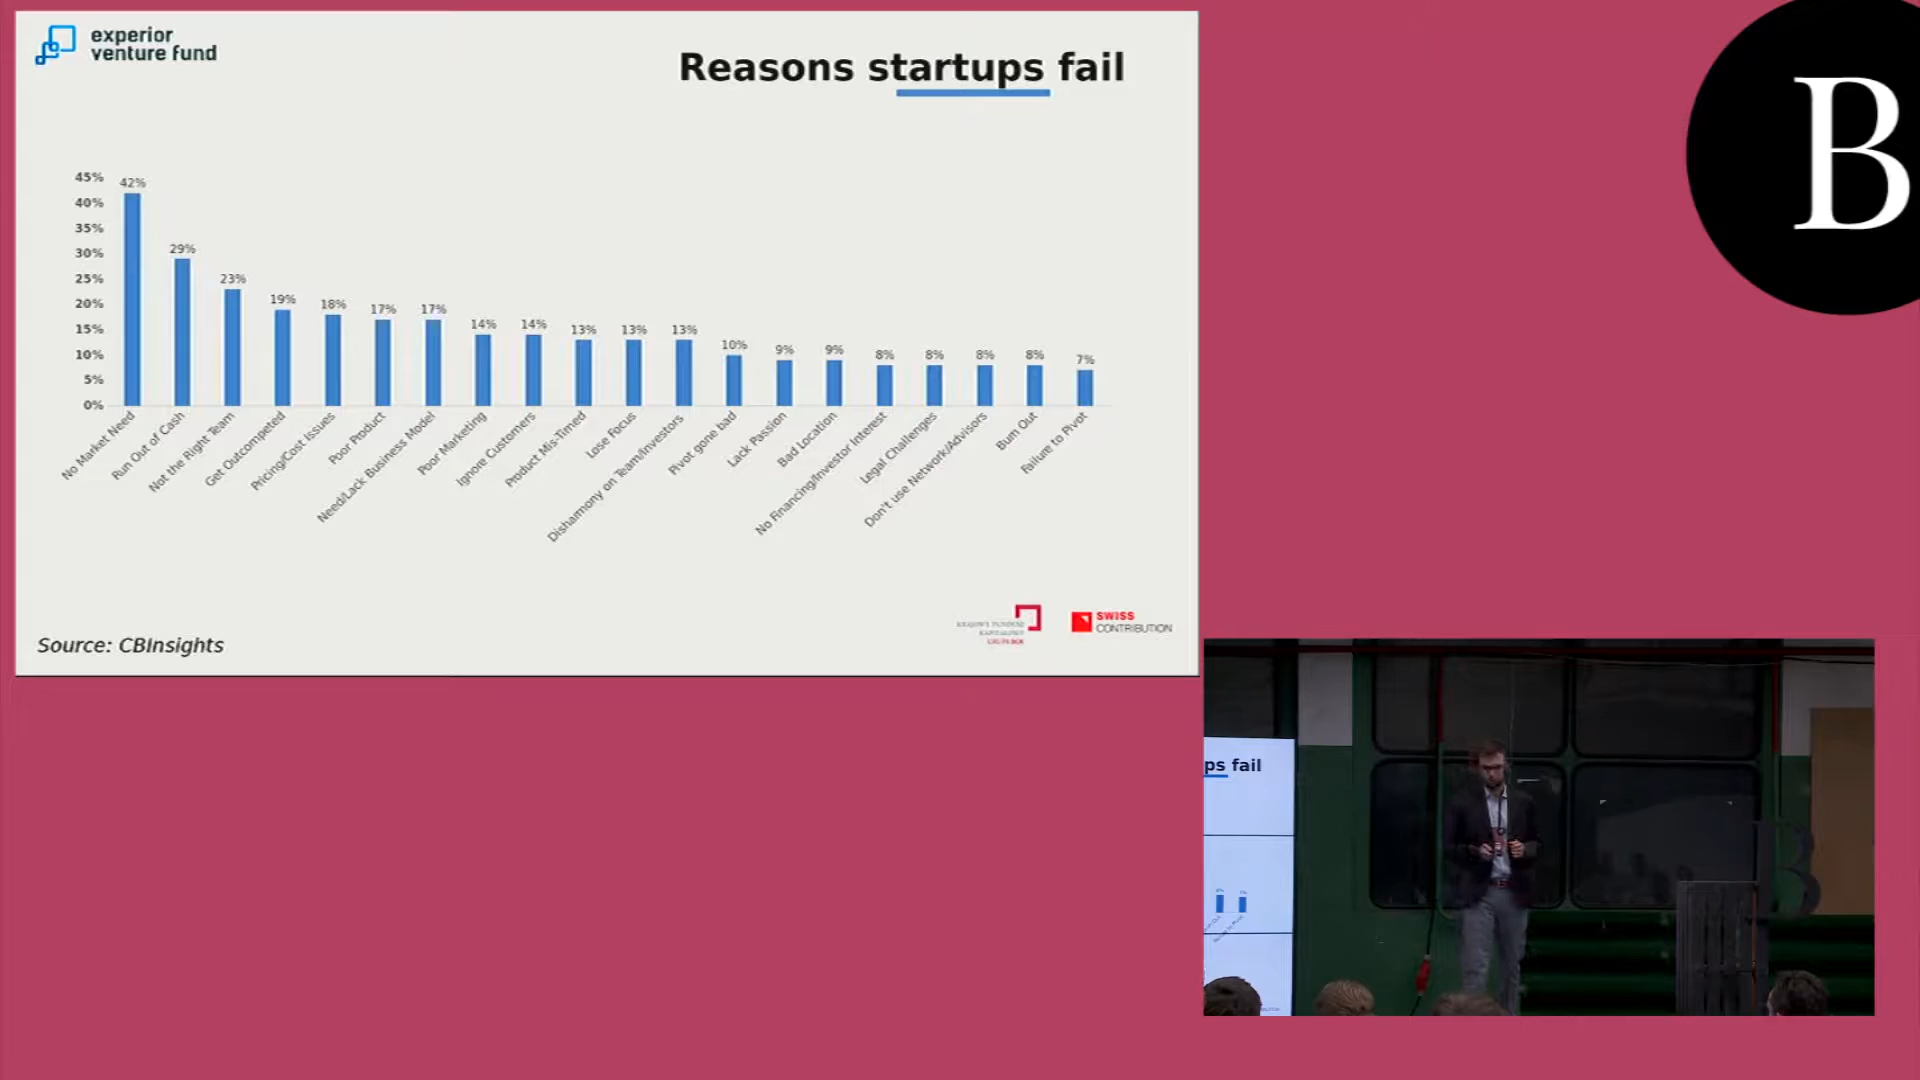 experior
venture fund
Reasons startups fail
45%
40%
35%
30%
25%
20%
15%
10%
5%
0%
42%
29%
23%
19%
18%
17%
17%
14%
14%
13%
13%
13%
10%
9%
9%
8%
8%
8%
8%
7%
No Market Need
Run Out of Cash
Not the Right Team
Get Outcompeted
Pricing/Cost Issues
Poor Product
Need/Lack Business Model
Poor Marketing
Ignore Customers
Product Mis-Timed
Lose Focus
Disharmony on Team/Investors
Pivot gone bad
Lack Passion
Bad Location
No Financing/Investor Interest
Legal Challenges
Don't use Network/Advisors
Burn Out
Failure to Pivot
Source: CBInsights
SWISS
CONTRIBUTION
B
ps fail
B